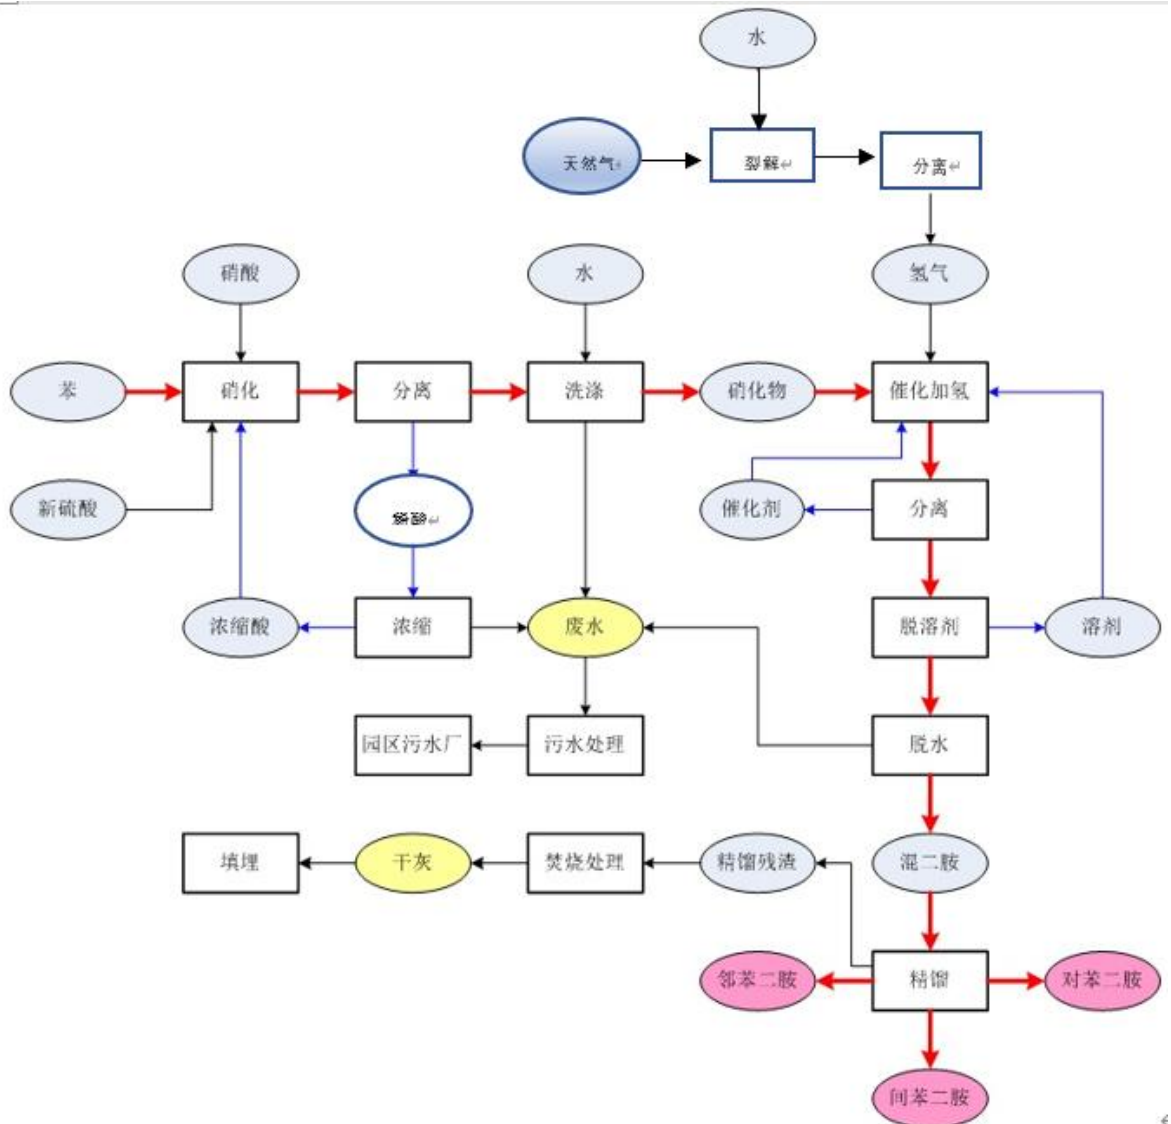 水
天然气
裂解
分离
硝酸
水
氢气
苯
硝化
分离
洗涤
硝化物
催化加氢
新硫酸
催化剂
分离
浓缩酸
浓缩
废水
脱溶剂
溶剂
园区污水厂
污水处理
脱水
填埋
干灰
焚烧处理
精馏残渣
混二胺
邻苯二胺
精馏
对苯二胺
间苯二胺